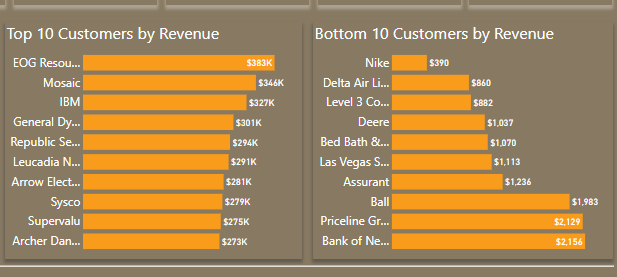 Top 10 Customers by Revenue
EOG Resou... $383K
Mosaic $346K
IBM $327K
General Dy... $301K
Republic Se... $294K
Leucadia N... $291K
Arrow Elect... $281K
Sysco $279K
Supervalu $275K
Archer Dan... $273K
Bottom 10 Customers by Revenue
Nike $390
Delta Air Li... $860
Level 3 Co... $882
Deere $1,037
Bed Bath &... $1,070
Las Vegas S... $1,113
Assurant $1,236
Ball $1,983
Priceline Gr... $2,129
Bank of Ne... $2,156